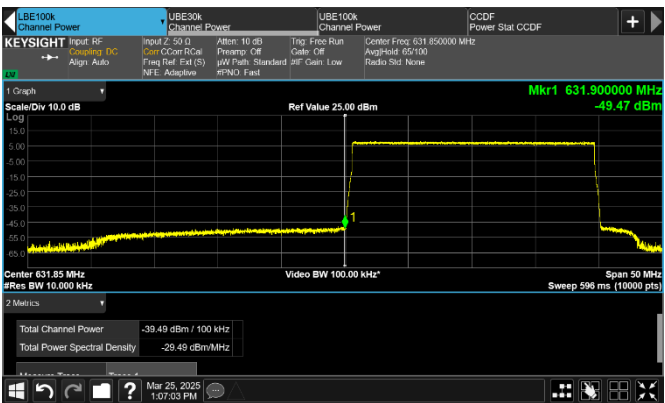 LBE100k
Channel Power
UBE30k
Channel Power
UBE100k
Channel Power
CCDF
Power Stat CCDF
KEYSIGHT
Input: RF
Coupling: DC
Align: Auto
LXI
Input Z: 50 Ω
Corr CCorr RCal
Freq Ref: Ext (S)
NFE: Adaptive
Atten: 10 dB
Preamp: Off
µW Path: Standard
#PNO: Fast
Trig: Free Run
Gate: Off
#IF Gain: Low
Center Freq: 631.850000 MHz
Avg|Hold: 65/100
Radio Std: None
1 Graph
Mkr1 631.900000 MHz
-49.47 dBm
Scale/Div 10.0 dB
Ref Value 25.00 dBm
Log
15.0
5.00
-5.00
-15.0
-25.0
-35.0
-45.0
-55.0
-65.0
1
Center 631.85 MHz
#Res BW 10.000 kHz
Video BW 100.00 kHz*
Span 50 MHz
Sweep 596 ms (10000 pts)
2 Metrics
Total Channel Power
-39.49 dBm / 100 kHz
Total Power Spectral Density
-29.49 dBm/MHz
Measure Trace
Trace 1
?
Mar 25, 2025
1:07:03 PM